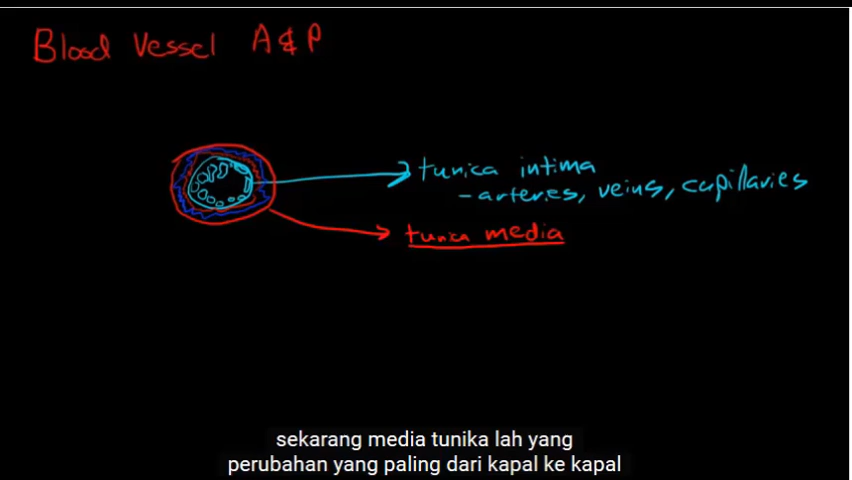 Blood Vessel A & P
tunica intima
- arteries, veins, capillaries
tunica media
sekarang media tunika lah yang
perubahan yang paling dari kapal ke kapal